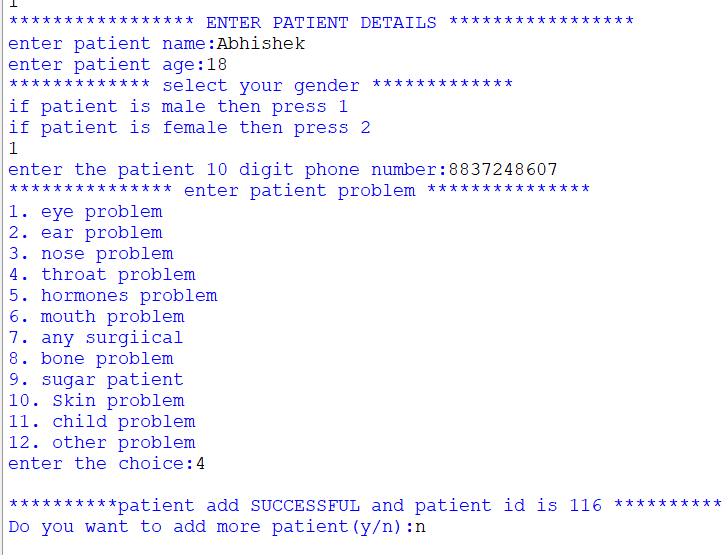 1
***************** ENTER PATIENT DETAILS *****************
enter patient name:Abhishek
enter patient age:18
************* select your gender *************
if patient is male then press 1
if patient is female then press 2
1
enter the patient 10 digit phone number:8837248607
*************** enter patient problem ***************
1. eye problem
2. ear problem
3. nose problem
4. throat problem
5. hormones problem
6. mouth problem
7. any surgiical
8. bone problem
9. sugar patient
10. Skin problem
11. child problem
12. other problem
enter the choice:4
**********patient add SUCCESSFUL and patient id is 116 **********
Do you want to add more patient(y/n):n